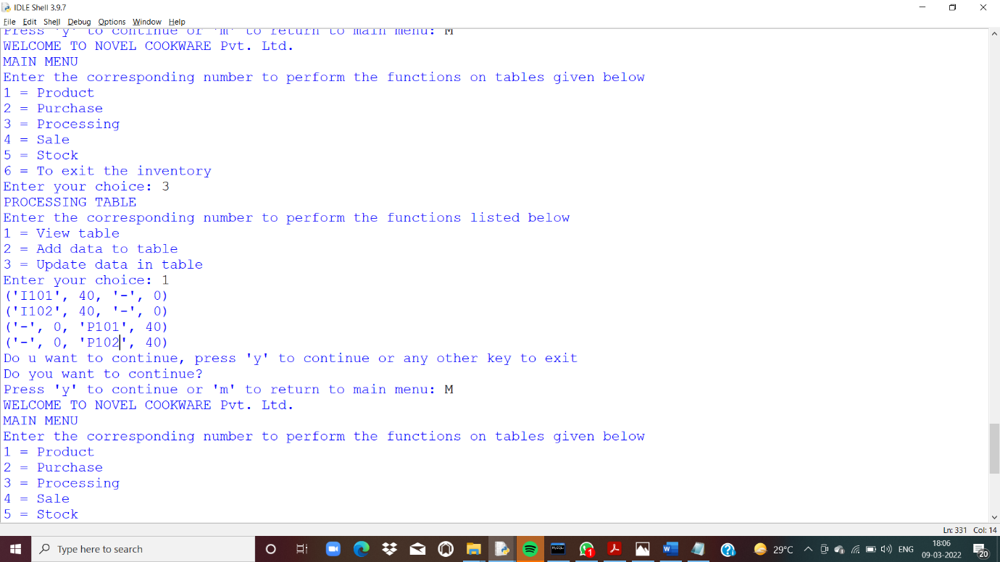 IDLE Shell 3.9.7
File Edit Shell Debug Options Window Help
Press 'y' to continue or 'm' to return to main menu: M
WELCOME TO NOVEL COOKWARE Pvt. Ltd.
MAIN MENU
Enter the corresponding number to perform the functions on tables given below
1 = Product
2 = Purchase
3 = Processing
4 = Sale
5 = Stock
6 = To exit the inventory
Enter your choice: 3
PROCESSING TABLE
Enter the corresponding number to perform the functions listed below
1 = View table
2 = Add data to table
3 = Update data in table
Enter your choice: 1
('I101', 40, '-', 0)
('I102', 40, '-', 0)
('-', 0, 'P101', 40)
('-', 0, 'P102', 40)
Do u want to continue, press 'y' to continue or any other key to exit
Do you want to continue?
Press 'y' to continue or 'm' to return to main menu: M
WELCOME TO NOVEL COOKWARE Pvt. Ltd.
MAIN MENU
Enter the corresponding number to perform the functions on tables given below
1 = Product
2 = Purchase
3 = Processing
4 = Sale
5 = Stock
Ln: 331 Col: 14
Type here to search
1
29°C
ENG
18:06
09-03-2022
20